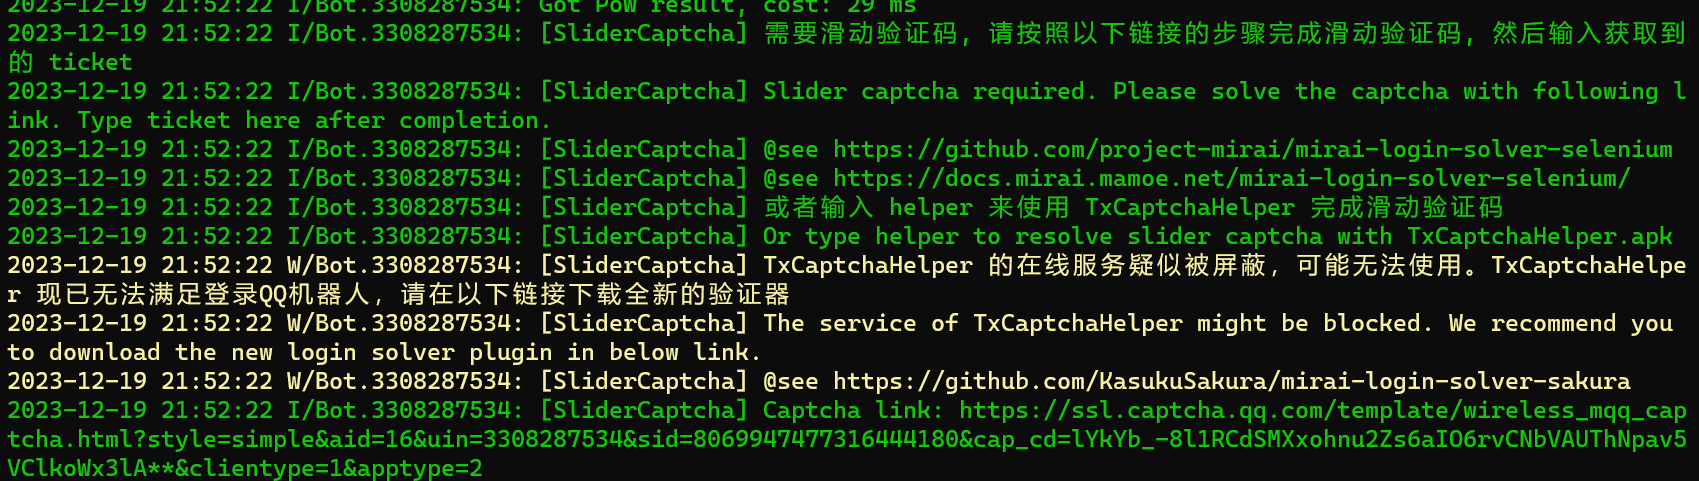 2023-12-19 21:52:22 I/Bot.3308287534: Got PoW result, cost: 29 ms
2023-12-19 21:52:22 I/Bot.3308287534: [SliderCaptcha] 需要滑动验证码, 请按照以下链接的步骤完成滑动验证码, 然后输入获取到
的 ticket
2023-12-19 21:52:22 I/Bot.3308287534: [SliderCaptcha] Slider captcha required. Please solve the captcha with following l
ink. Type ticket here after completion.
2023-12-19 21:52:22 I/Bot.3308287534: [SliderCaptcha] @see https://github.com/project-mirai/mirai-login-solver-selenium
2023-12-19 21:52:22 I/Bot.3308287534: [SliderCaptcha] @see https://docs.mirai.mamoe.net/mirai-login-solver-selenium/
2023-12-19 21:52:22 I/Bot.3308287534: [SliderCaptcha] 或者输入 helper 来使用 TxCaptchaHelper 完成滑动验证码
2023-12-19 21:52:22 I/Bot.3308287534: [SliderCaptcha] Or type helper to resolve slider captcha with TxCaptchaHelper.apk
2023-12-19 21:52:22 W/Bot.3308287534: [SliderCaptcha] TxCaptchaHelper 的在线服务疑似被屏蔽, 可能无法使用。TxCaptchaHelpe
r 现已无法满足登录QQ机器人, 请在以下链接下载全新的验证器
2023-12-19 21:52:22 W/Bot.3308287534: [SliderCaptcha] The service of TxCaptchaHelper might be blocked. We recommend you
to download the new login solver plugin in below link.
2023-12-19 21:52:22 W/Bot.3308287534: [SliderCaptcha] @see https://github.com/KasukuSakura/mirai-login-solver-sakura
2023-12-19 21:52:22 I/Bot.3308287534: [SliderCaptcha] Captcha link: https://ssl.captcha.qq.com/template/wireless_mqq_cap
tcha.html?style=simple&aid=16&uin=3308287534&sid=8069947477316444180&cap_cd=lYkYb_-8l1RCdSMXxohnu2Zs6aIO6rvCNbVAUThNpav5
VClkoWx3lA**&clientype=1&apptype=2